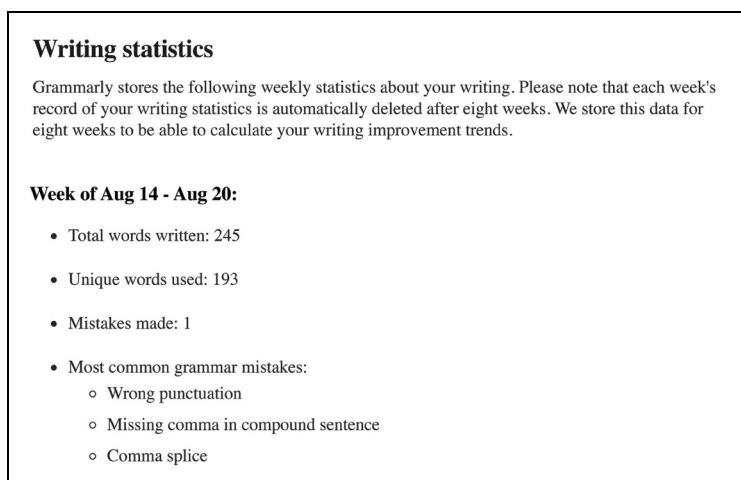 Writing statistics
Grammarly stores the following weekly statistics about your writing. Please note that each week's
record of your writing statistics is automatically deleted after eight weeks. We store this data for
eight weeks to be able to calculate your writing improvement trends.
Week of Aug 14 - Aug 20:
• Total words written: 245
• Unique words used: 193
• Mistakes made: 1
• Most common grammar mistakes:
◦ Wrong punctuation
◦ Missing comma in compound sentence
◦ Comma splice